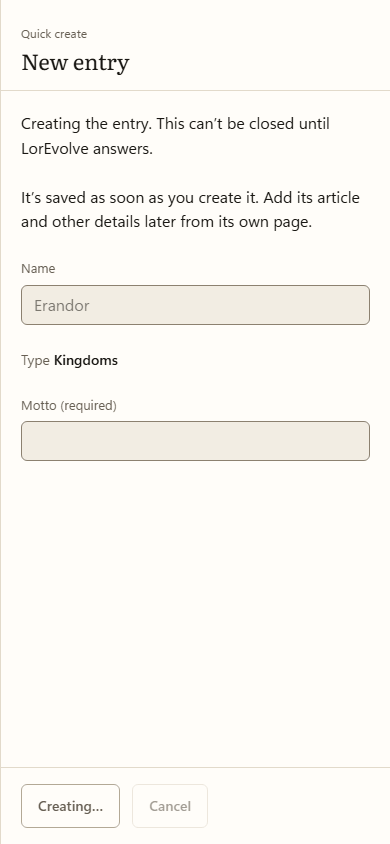 Quick create
New entry
Creating the entry. This can’t be closed until
LorEvolve answers.
It’s saved as soon as you create it. Add its article
and other details later from its own page.
Name
Erandor
Type Kingdoms
Motto (required)
Creating…
Cancel